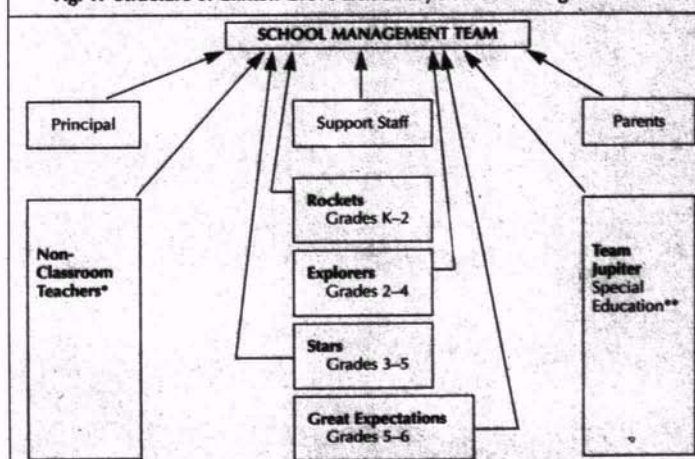 SCHOOL MANAGEMENT TEAM
Principal
Support Staff
Parents
Rockets
Grades K–2
Non-
Classroom
Teachers*
Explorers
Grades 2–4
Team
Jupiter
Special
Education**
Stars
Grades 3–5
Great Expectations
Grades 5–6